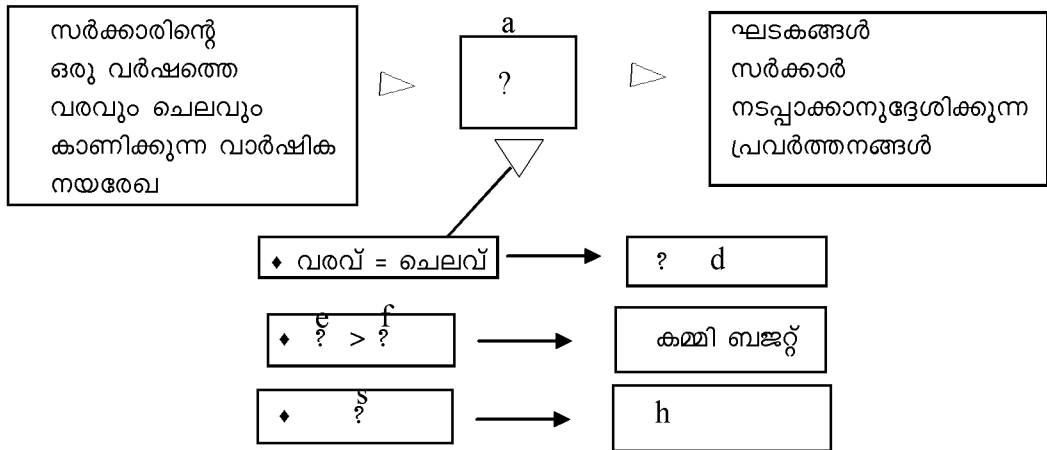 a
സർക്കാരിന്റെ
ഒരു വർഷത്തെ
വരവും ചെലവും
കാണിക്കുന്ന വാർഷിക
നയരേഖ
?
ഘടകങ്ങൾ
സർക്കാർ
നടപ്പാക്കാനുദ്ദേശിക്കുന്ന
പ്രവർത്തനങ്ങൾ
♦ വരവ് = ചെലവ്
? d
e f
♦ ? > ?
കമ്മി ബജറ്റ്
s
♦ ?
h